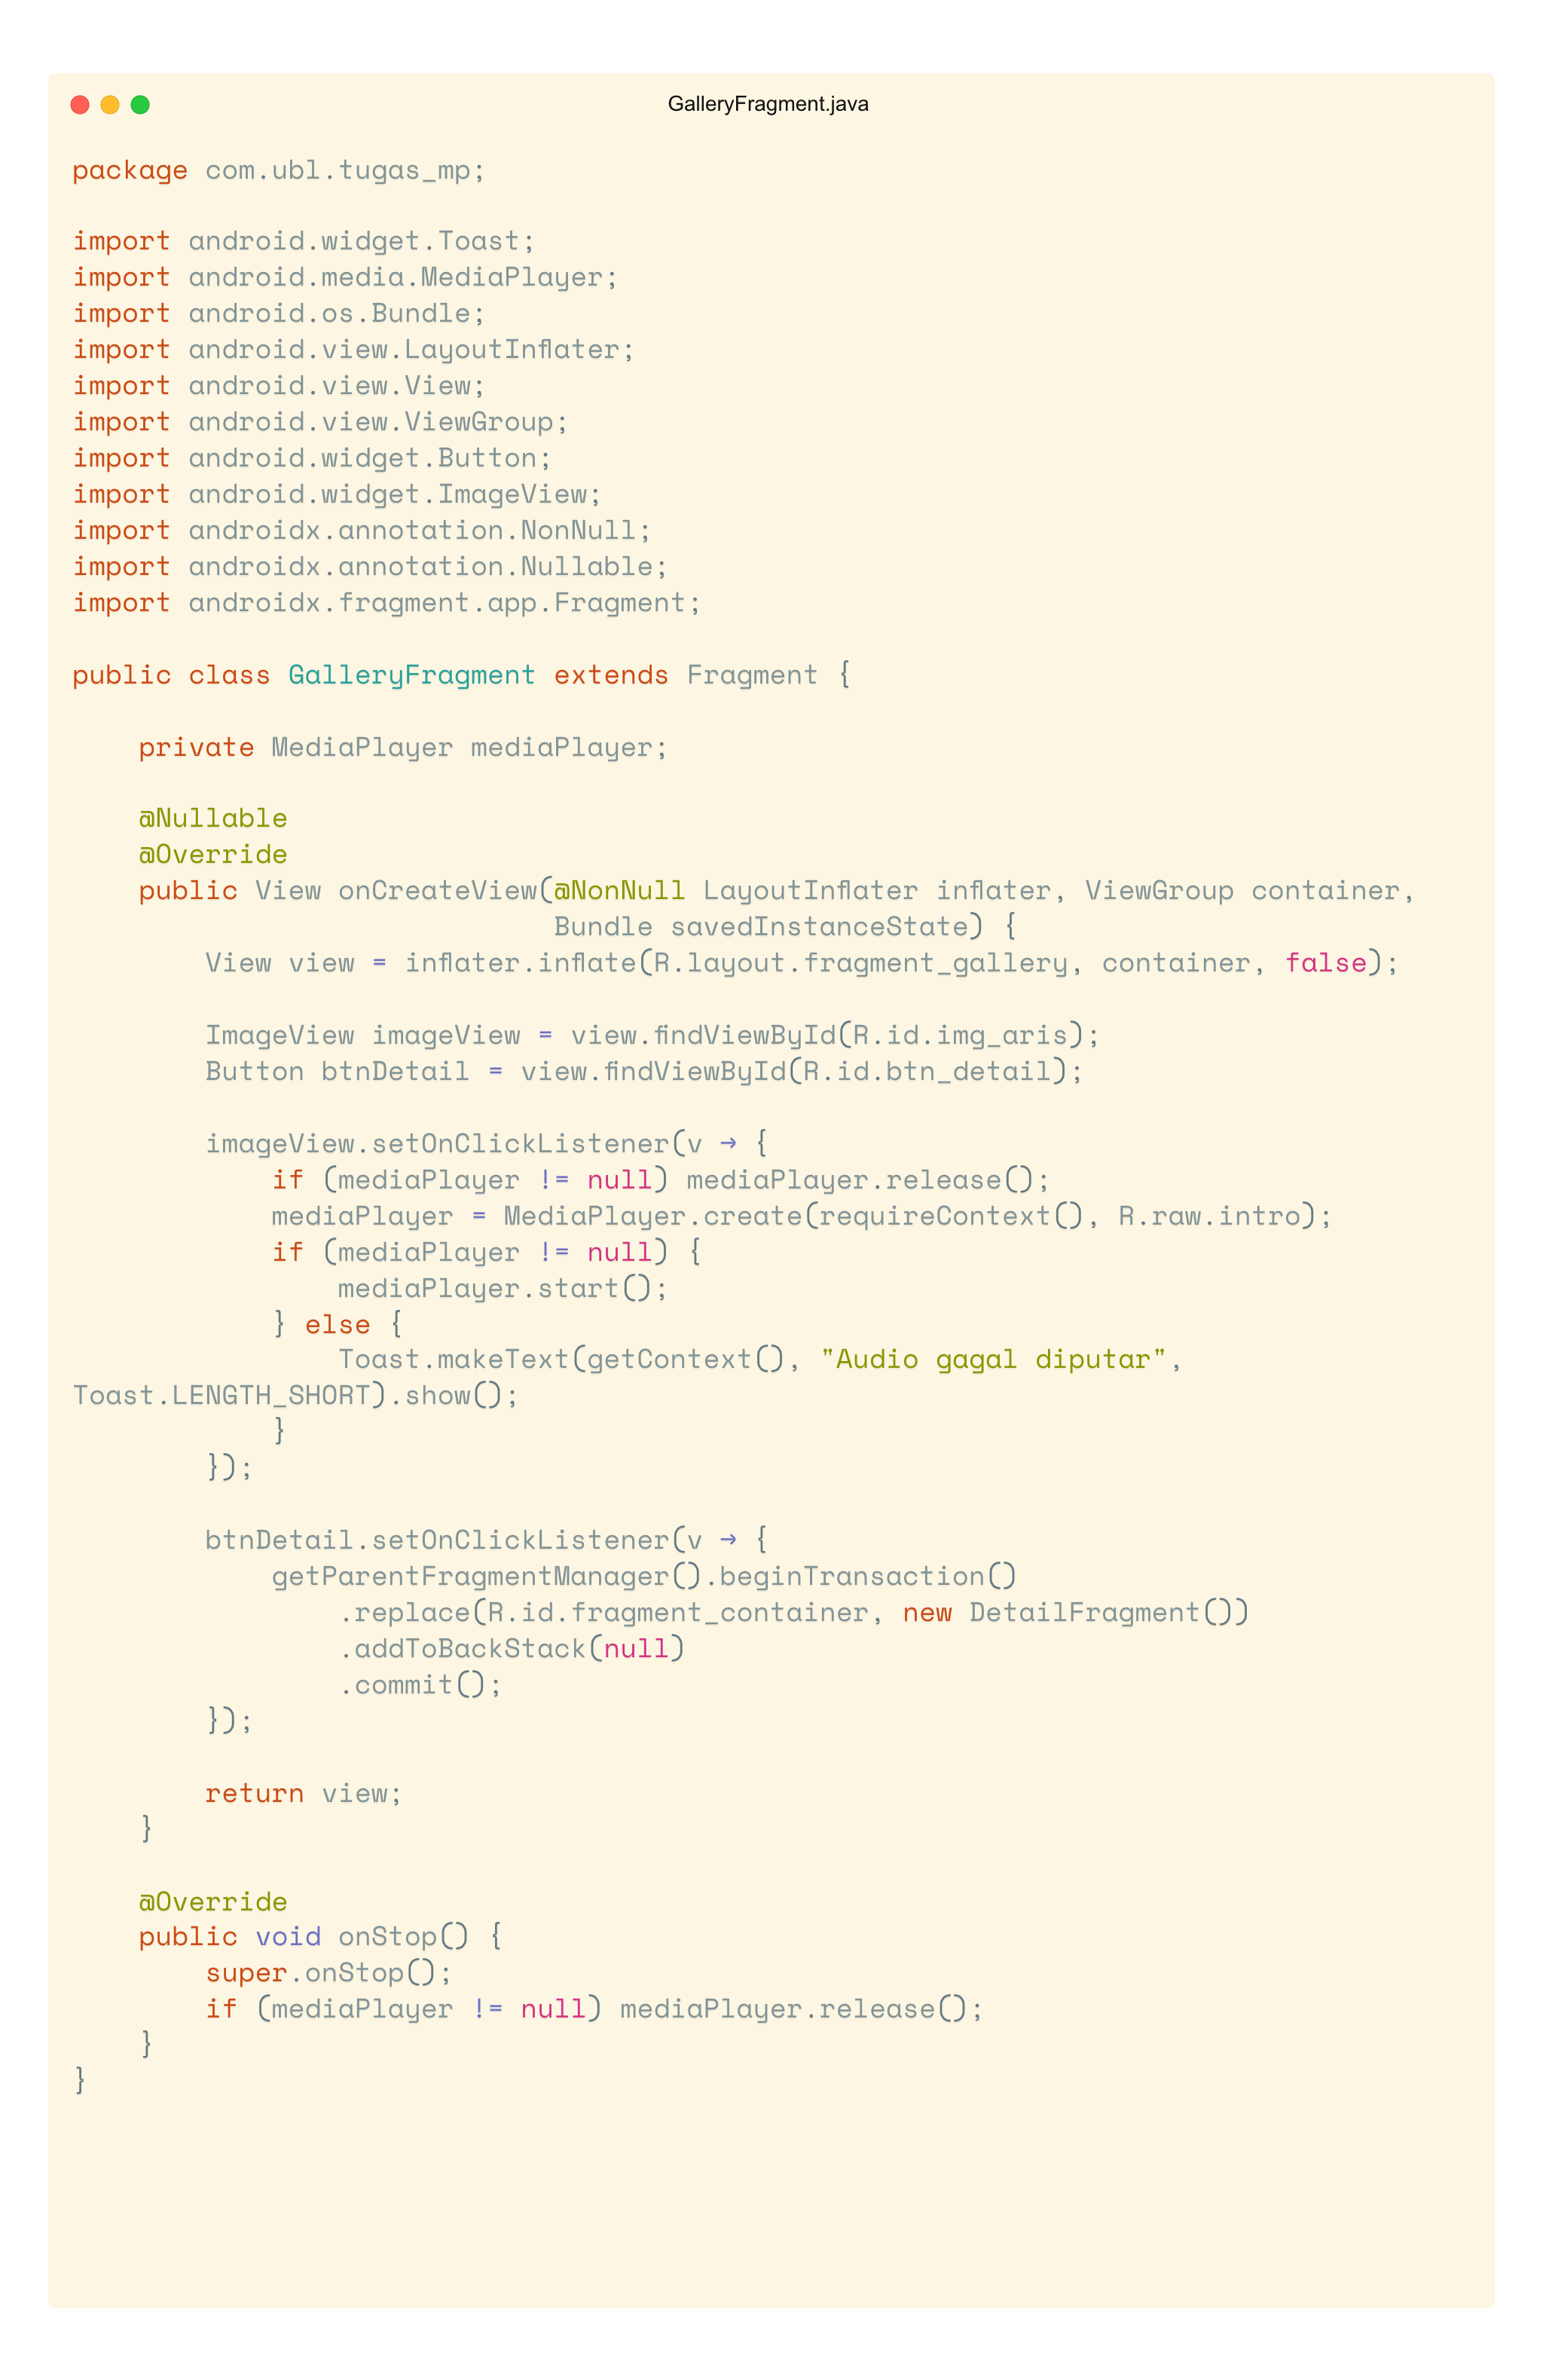 GalleryFragment.java
package com.ubl.tugas_mp;

import android.widget.Toast;
import android.media.MediaPlayer;
import android.os.Bundle;
import android.view.LayoutInflater;
import android.view.View;
import android.view.ViewGroup;
import android.widget.Button;
import android.widget.ImageView;
import androidx.annotation.NonNull;
import androidx.annotation.Nullable;
import androidx.fragment.app.Fragment;

public class GalleryFragment extends Fragment {

    private MediaPlayer mediaPlayer;

    @Nullable
    @Override
    public View onCreateView(@NonNull LayoutInflater inflater, ViewGroup container,
                             Bundle savedInstanceState) {
        View view = inflater.inflate(R.layout.fragment_gallery, container, false);

        ImageView imageView = view.findViewById(R.id.img_aris);
        Button btnDetail = view.findViewById(R.id.btn_detail);

        imageView.setOnClickListener(v -> {
            if (mediaPlayer != null) mediaPlayer.release();
            mediaPlayer = MediaPlayer.create(requireContext(), R.raw.intro);
            if (mediaPlayer != null) {
                mediaPlayer.start();
            } else {
                Toast.makeText(getContext(), "Audio gagal diputar",
Toast.LENGTH_SHORT).show();
            }
        });

        btnDetail.setOnClickListener(v -> {
            getParentFragmentManager().beginTransaction()
                .replace(R.id.fragment_container, new DetailFragment())
                .addToBackStack(null)
                .commit();
        });

        return view;
    }

    @Override
    public void onStop() {
        super.onStop();
        if (mediaPlayer != null) mediaPlayer.release();
    }
}